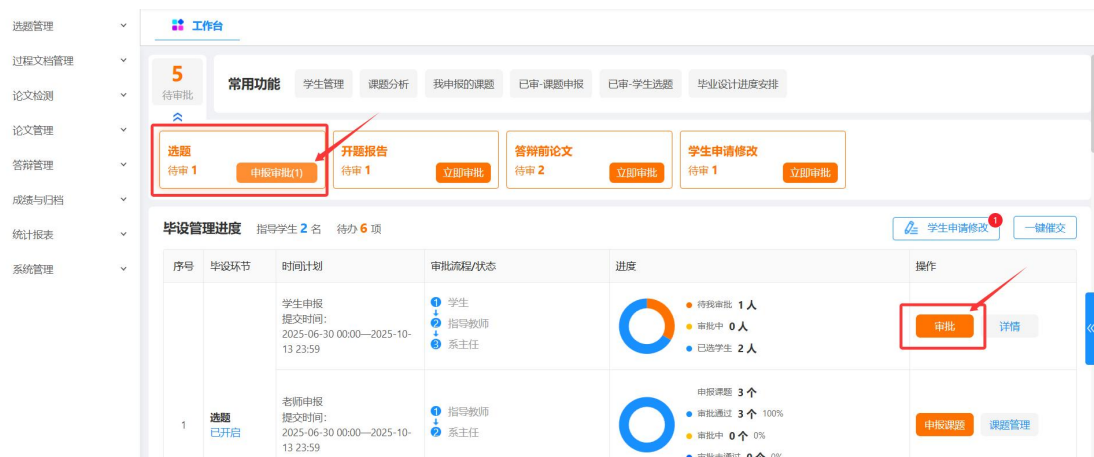 选题管理
过程文档管理
论文检测
论文管理
答辩管理
成绩与归档
统计报表
系统管理
工作台
5
待审批
常用功能 学生管理 课题分析 我申报的课题 已审-课题申报 已审-学生选题 毕业设计进度安排
选题
待审 1 申报审批(1)
开题报告
待审 1 立即审批
答辩前论文
待审 2 立即审批
学生申请修改
待审 1 立即审批
毕设管理进度 指导学生 2 名 待办 6 项 学生申请修改 1 一键催交
序号 毕设环节 时间计划 审批流程/状态 进度 操作
1 选题
已开启
学生申报
提交时间：
2025-06-30 00:00—2025-10-
13 23:59
1 学生
2 指导教师
3 系主任
待我审批 1 人
审批中 0 人
已选学生 2 人
审批 详情
老师申报
提交时间：
2025-06-30 00:00—2025-10-
13 23:59
1 指导教师
2 系主任
申报课题 3 个
审批通过 3 个 100%
审批中 0 个 0%
审批未通过 0 个 0%
申报课题 课题管理